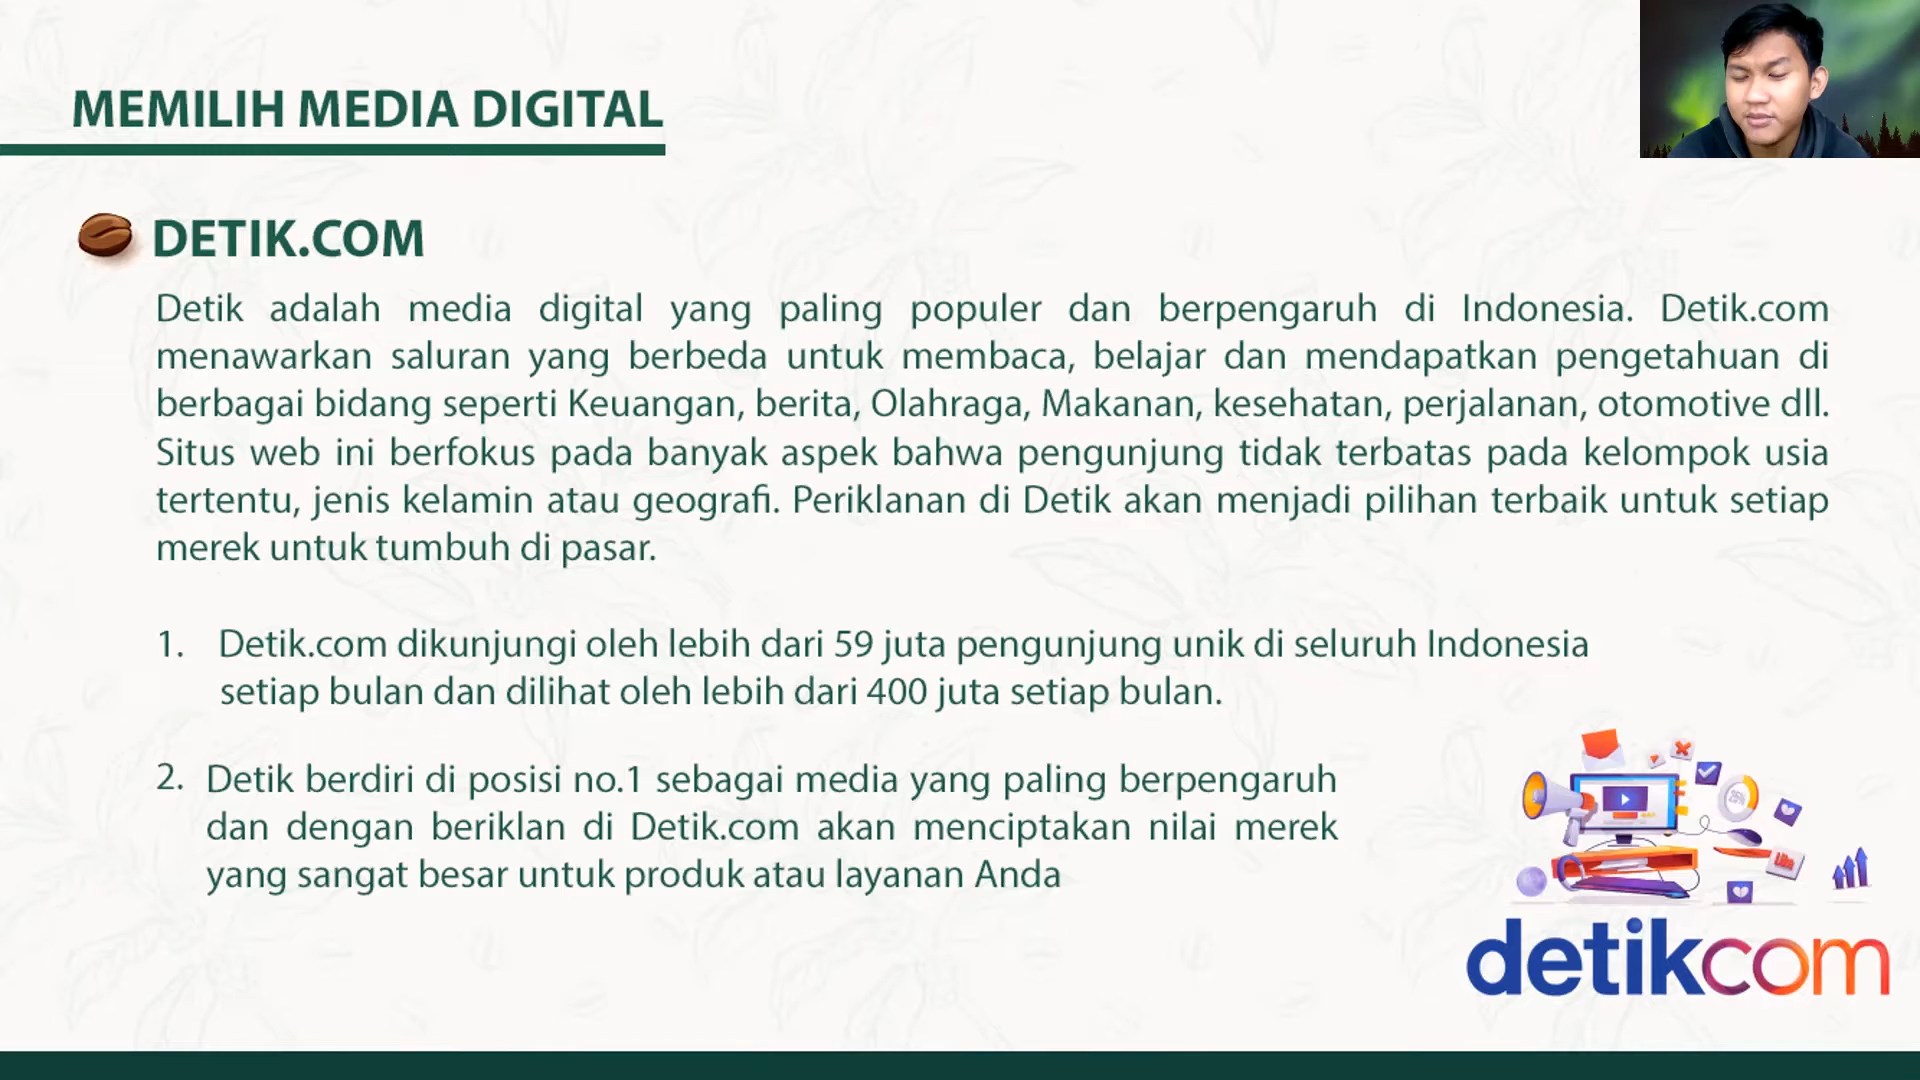 MEMILIH MEDIA DIGITAL
DETIK.COM
Detik adalah media digital yang paling populer dan berpengaruh di Indonesia. Detik.com
menawarkan saluran yang berbeda untuk membaca, belajar dan mendapatkan pengetahuan di
berbagai bidang seperti Keuangan, berita, Olahraga, Makanan, kesehatan, perjalanan, otomotive dll.
Situs web ini berfokus pada banyak aspek bahwa pengunjung tidak terbatas pada kelompok usia
tertentu, jenis kelamin atau geografi. Periklanan di Detik akan menjadi pilihan terbaik untuk setiap
merek untuk tumbuh di pasar.
1. Detik.com dikunjungi oleh lebih dari 59 juta pengunjung unik di seluruh Indonesia
setiap bulan dan dilihat oleh lebih dari 400 juta setiap bulan.
2. Detik berdiri di posisi no.1 sebagai media yang paling berpengaruh
dan dengan beriklan di Detik.com akan menciptakan nilai merek
yang sangat besar untuk produk atau layanan Anda
Like
detikcom